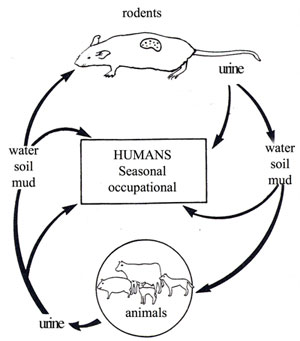 rodents
urine
water
soil
mud
HUMANS
Seasonal
occupational
water
soil
mud
animals
urine